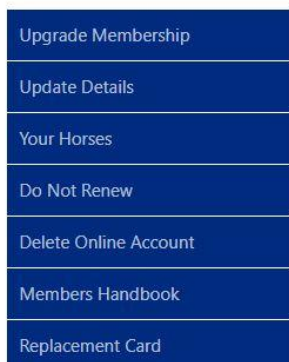 Upgrade Membership
Update Details
Your Horses
Do Not Renew
Delete Online Account
Members Handbook
Replacement Card